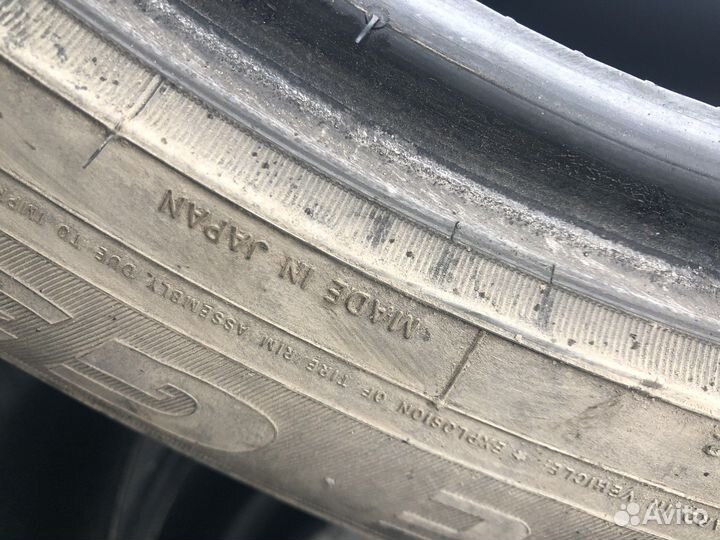 MADE IN JAPAN
VEHICLE. • EXPLOSION OF TIRE/RIM ASSEMBLY DUE TO
Avito